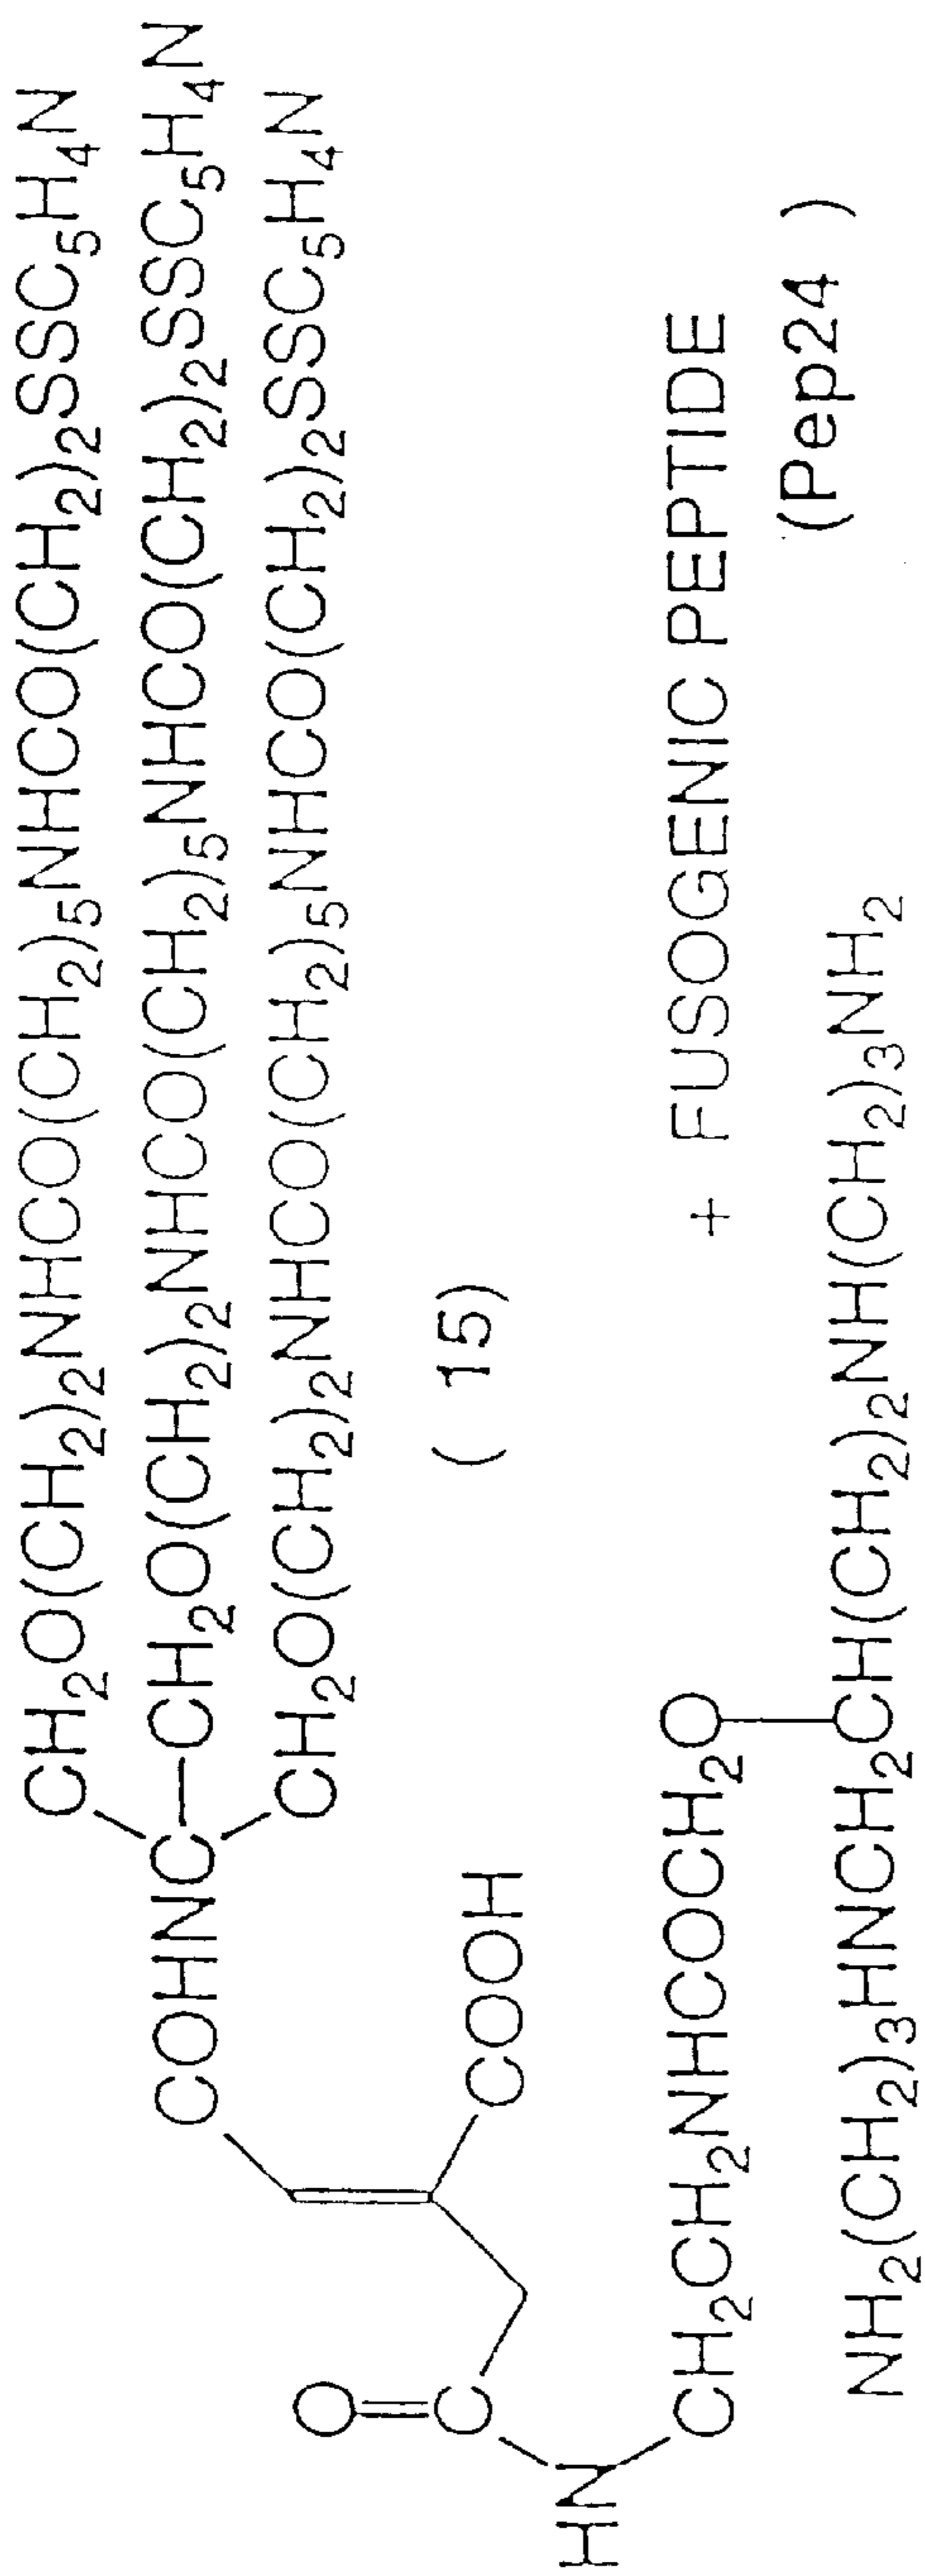 CH₂O(CH₂)₂NHCO(CH₂)₅NHCO(CH₂)₂SSC₅H₄N
COHNC–CH₂O(CH₂)₂NHCO(CH₂)₅NHCO(CH₂)₂SSC₅H₄N
CH₂O(CH₂)₂NHCO(CH₂)₅NHCO(CH₂)₂SSC₅H₄N
O
C
COOH
( 15)
HN
CH₂CH₂NHCOCH₂O
+ FUSOGENIC PEPTIDE
(Pep24 )
NH₂(CH₂)₃HNCH₂CH(CH₂)₂NH(CH₂)₃NH₂